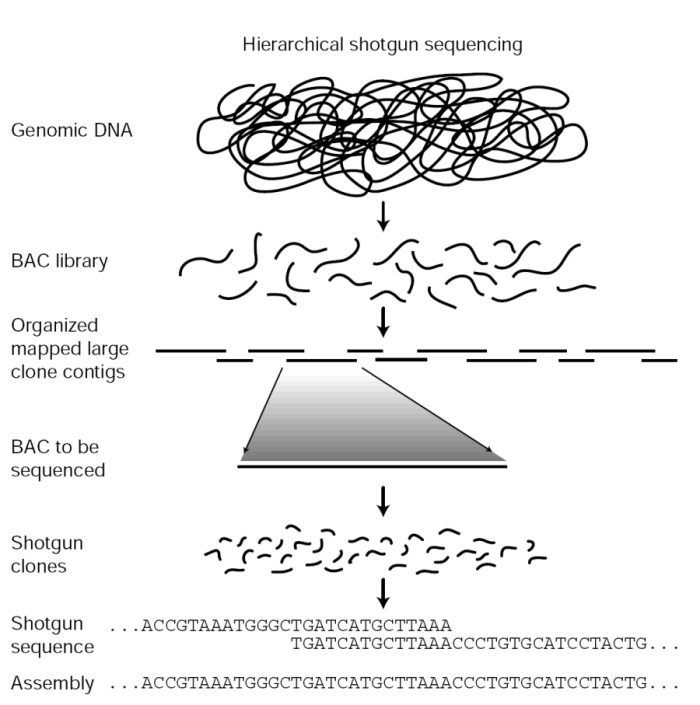 Hierarchical shotgun sequencing
Genomic DNA
BAC library
Organized
mapped large
clone contigs
BAC to be
sequenced
Shotgun
clones
Shotgun
sequence
...ACCGTAAATGGGCTGATCATGCTTAAA
TGATCATGCTTAAACCCTGTGCATCCTACTG...
Assembly ...ACCGTAAATGGGCTGATCATGCTTAAACCCTGTGCATCCTACTG...